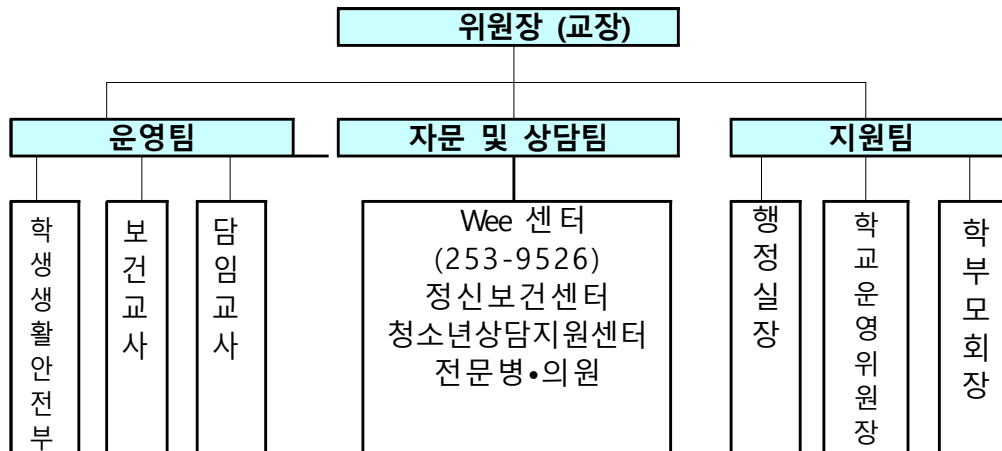 위원장 (교장)
운영팀
자문 및 상담팀
지원팀
학생생활안전부
보건교사
담임교사
Wee 센터
(253-9526)
정신보건센터
청소년상담지원센터
전문병•의원
행정실장
학교운영위원장
학부모회장